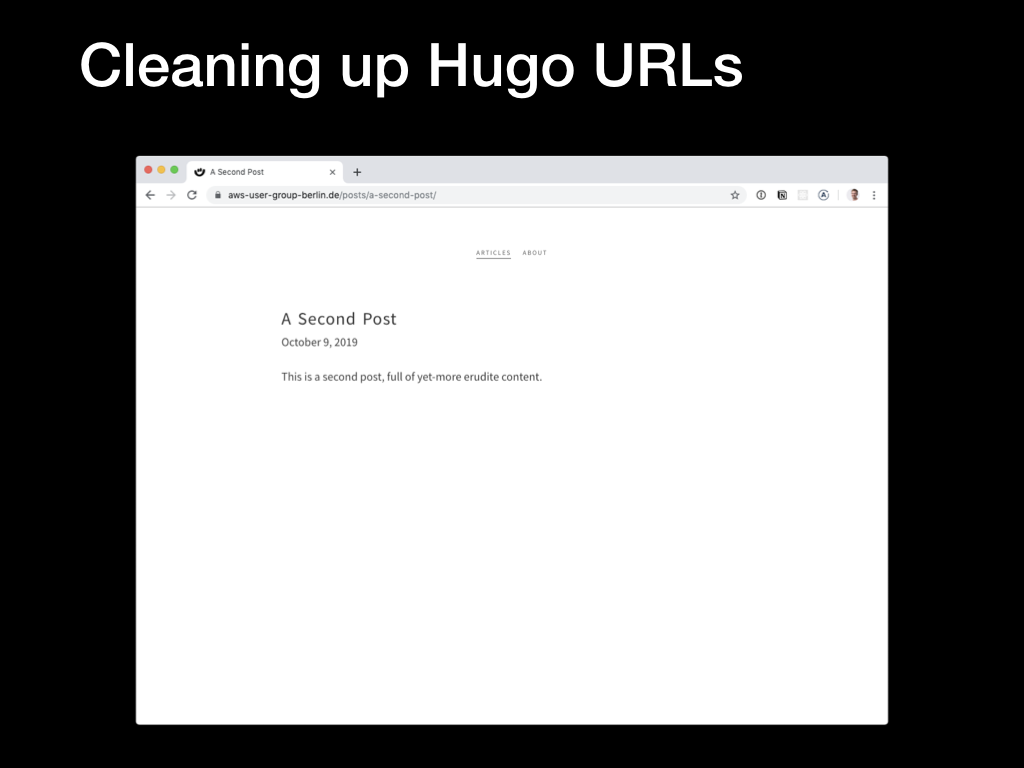 Cleaning up Hugo URLs
A Second Post
aws-user-group-berlin.de/posts/a-second-post/
ARTICLES ABOUT
A Second Post
October 9, 2019
This is a second post, full of yet-more erudite content.